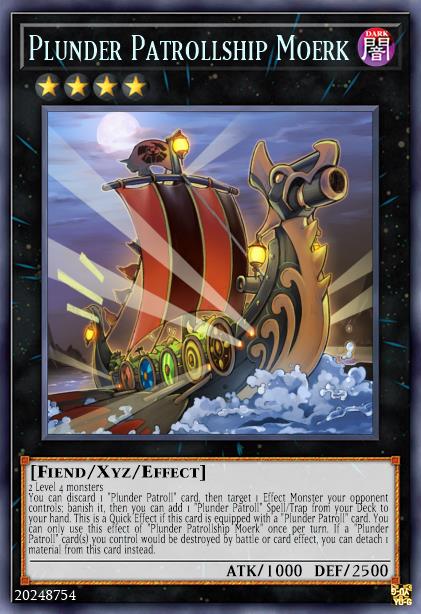 PLUNDER PATROLLSHIP MOERK
DARK
闇
[FIEND/XYZ/EFFECT]
2 Level 4 monsters
You can discard 1 "Plunder Patroll" card, then target 1 Effect Monster your opponent
controls; banish it, then you can add 1 "Plunder Patroll" Spell/Trap from your Deck to
your hand. This is a Quick Effect if this card is equipped with a "Plunder Patroll" card. You
can only use this effect of "Plunder Patrollship Moerk" once per turn. If a "Plunder
Patroll" card(s) you control would be destroyed by battle or card effect, you can detach 1
material from this card instead.
ATK/1000 DEF/2500
20248754